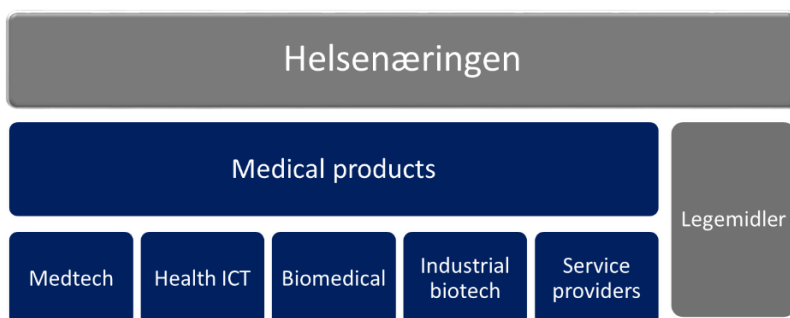 Helsenæringen
Medical products
Legemidler
Medtech
Health ICT
Biomedical
Industrial
biotech
Service
providers